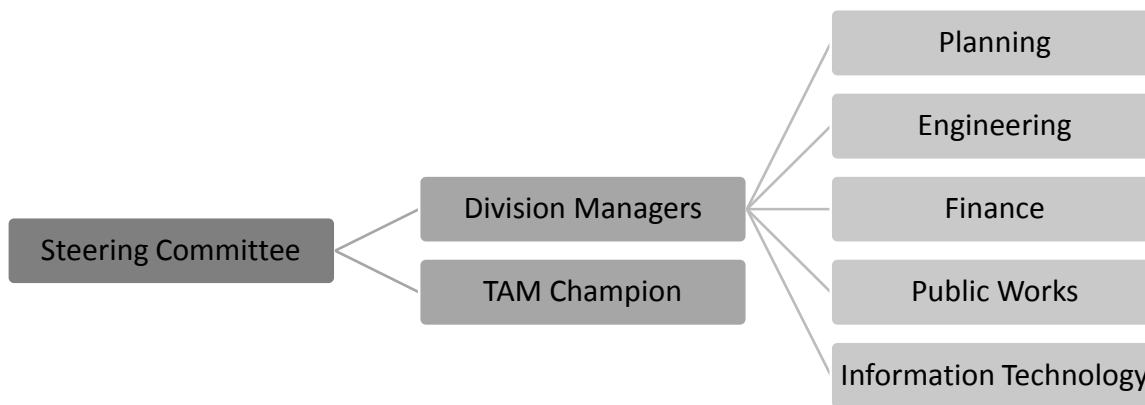 Steering Committee
Division Managers
TAM Champion
Planning
Engineering
Finance
Public Works
Information Technology